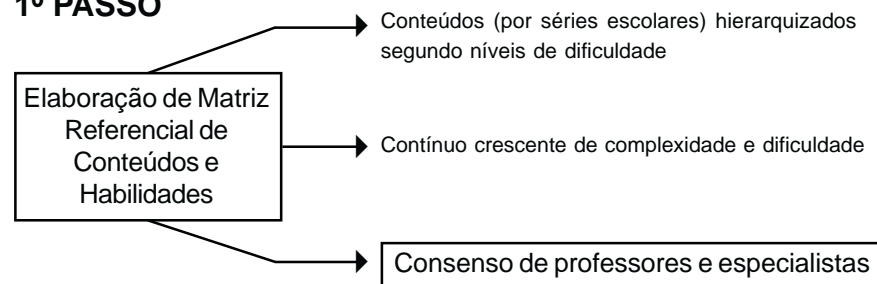 1º PASSO
Conteúdos (por séries escolares) hierarquizados
segundo níveis de dificuldade
Elaboração de Matriz
Referencial de
Conteúdos e
Habilidades
Contínuo crescente de complexidade e dificuldade
Consenso de professores e especialistas